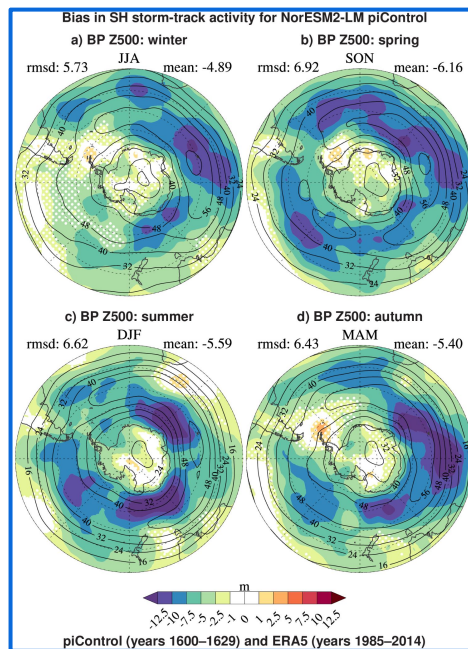 Bias in SH storm-track activity for NorESM2-LM piControl
a) BP Z500: winter
b) BP Z500: spring
JJA
SON
rmsd: 5.73
mean: -4.89
rmsd: 6.92
mean: -6.16
c) BP Z500: summer
d) BP Z500: autumn
DJF
MAM
rmsd: 6.62
mean: -5.59
rmsd: 6.43
mean: -5.40
m
-12.5 -10 -7.5 -5 -2.5 -1 0 1 2.5 5 7.5 10 12.5
piControl (years 1600–1629) and ERA5 (years 1985–2014)